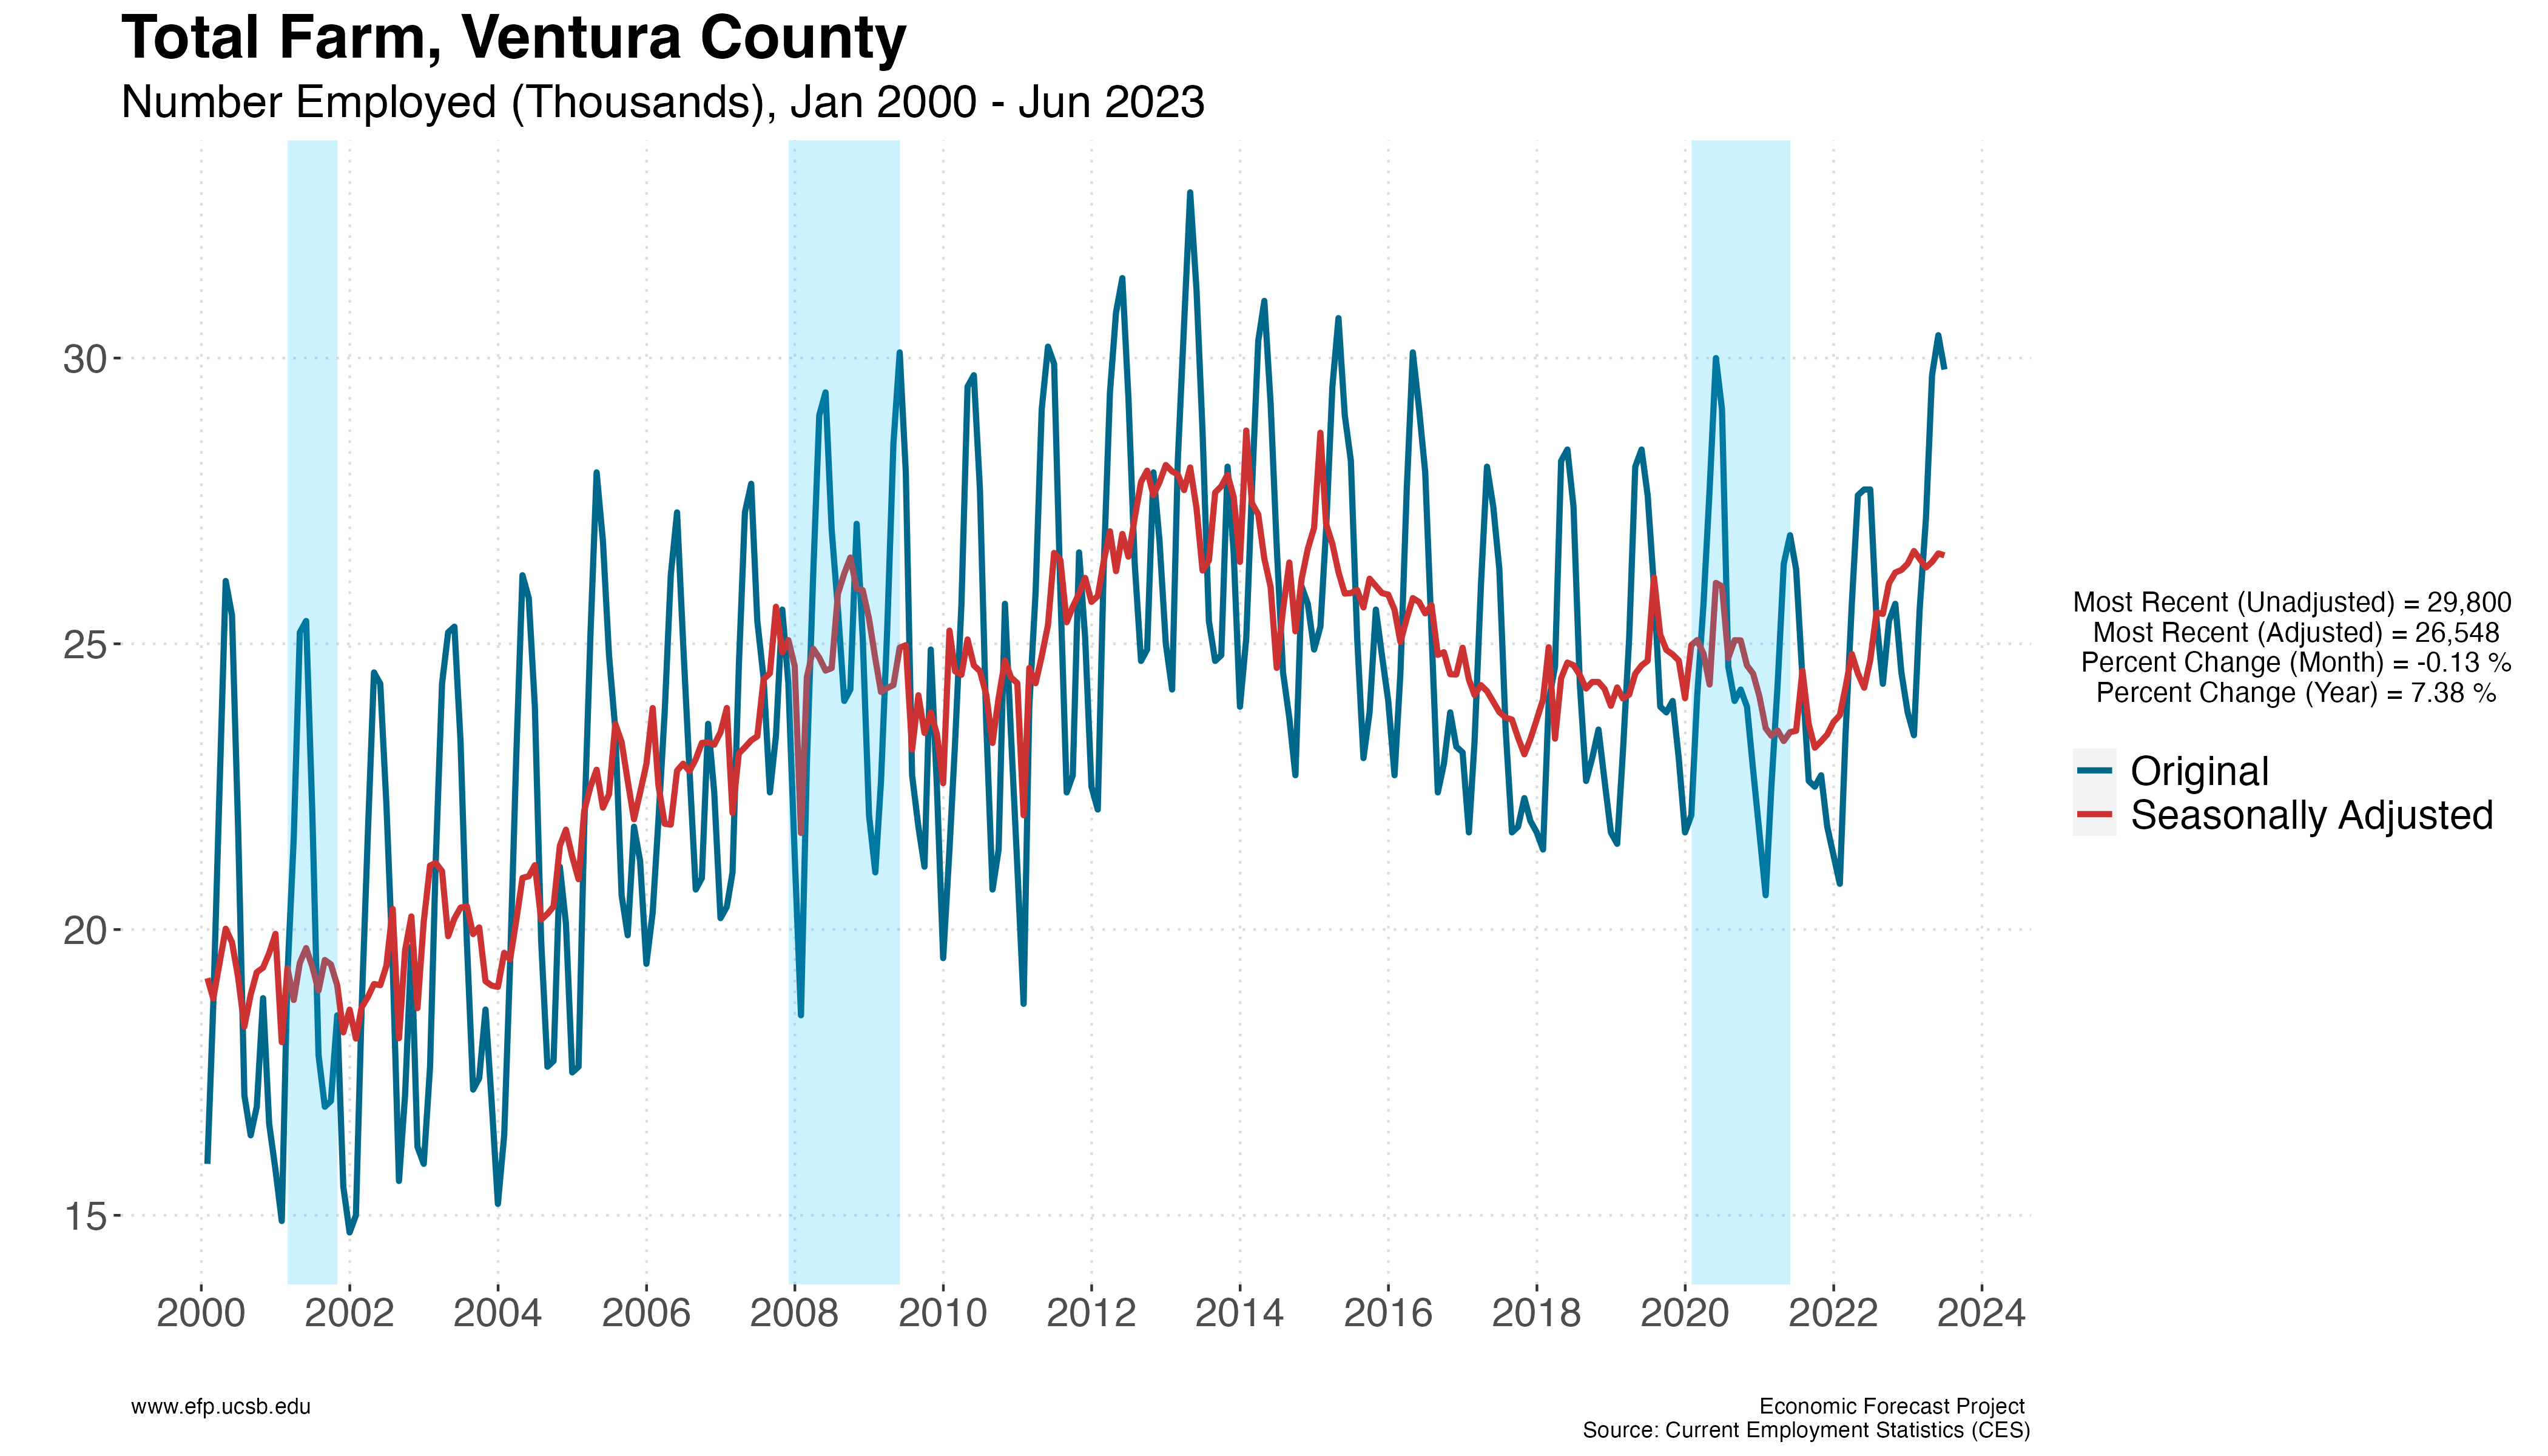 Total Farm, Ventura County
Number Employed (Thousands), Jan 2000 - Jun 2023
30
25
20
15
2000 2002 2004 2006 2008 2010 2012 2014 2016 2018 2020 2022 2024
Most Recent (Unadjusted) = 29,800
Most Recent (Adjusted) = 26,548
Percent Change (Month) = -0.13 %
Percent Change (Year) = 7.38 %
Original
Seasonally Adjusted
www.efp.ucsb.edu
Economic Forecast Project
Source: Current Employment Statistics (CES)